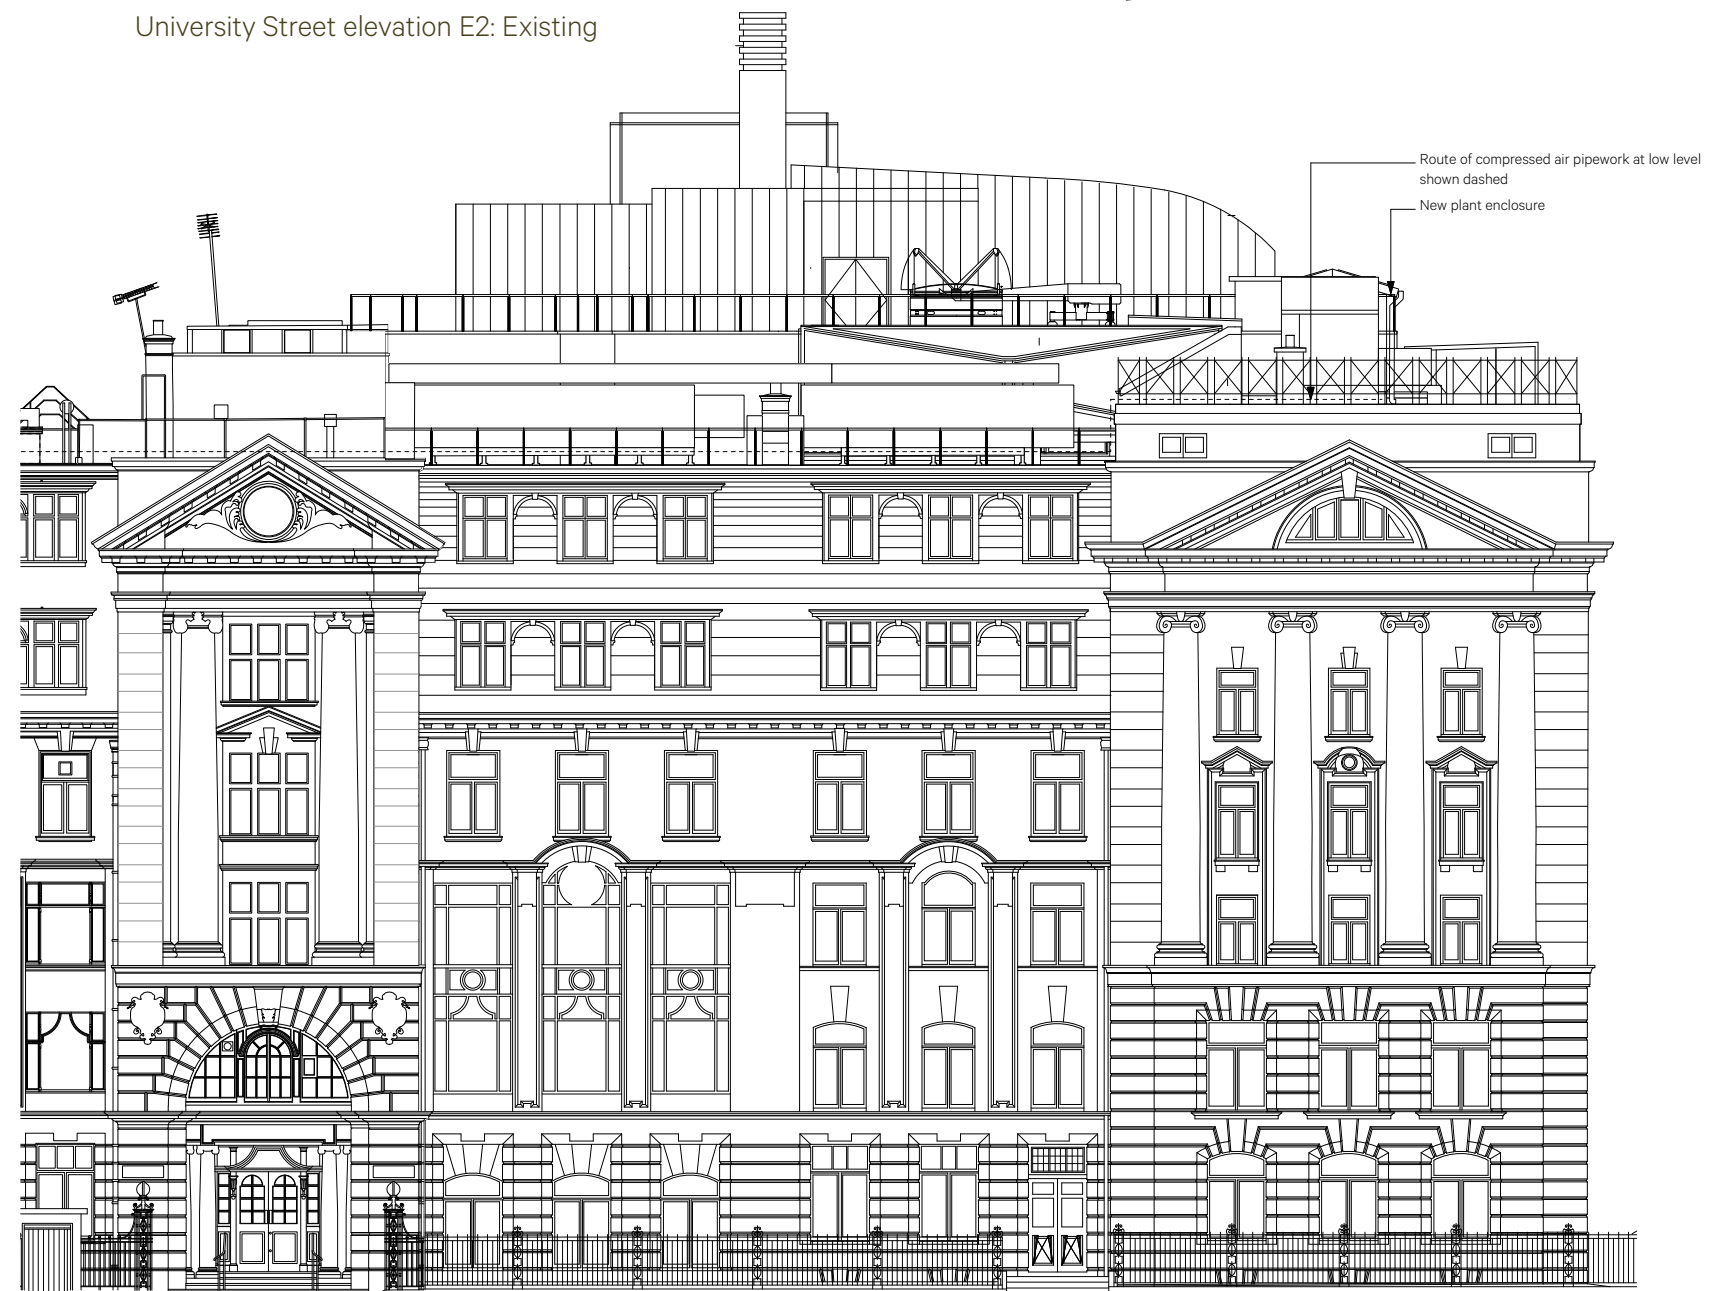 University Street elevation E2: Existing
Route of compressed air pipework at low level
shown dashed
New plant enclosure